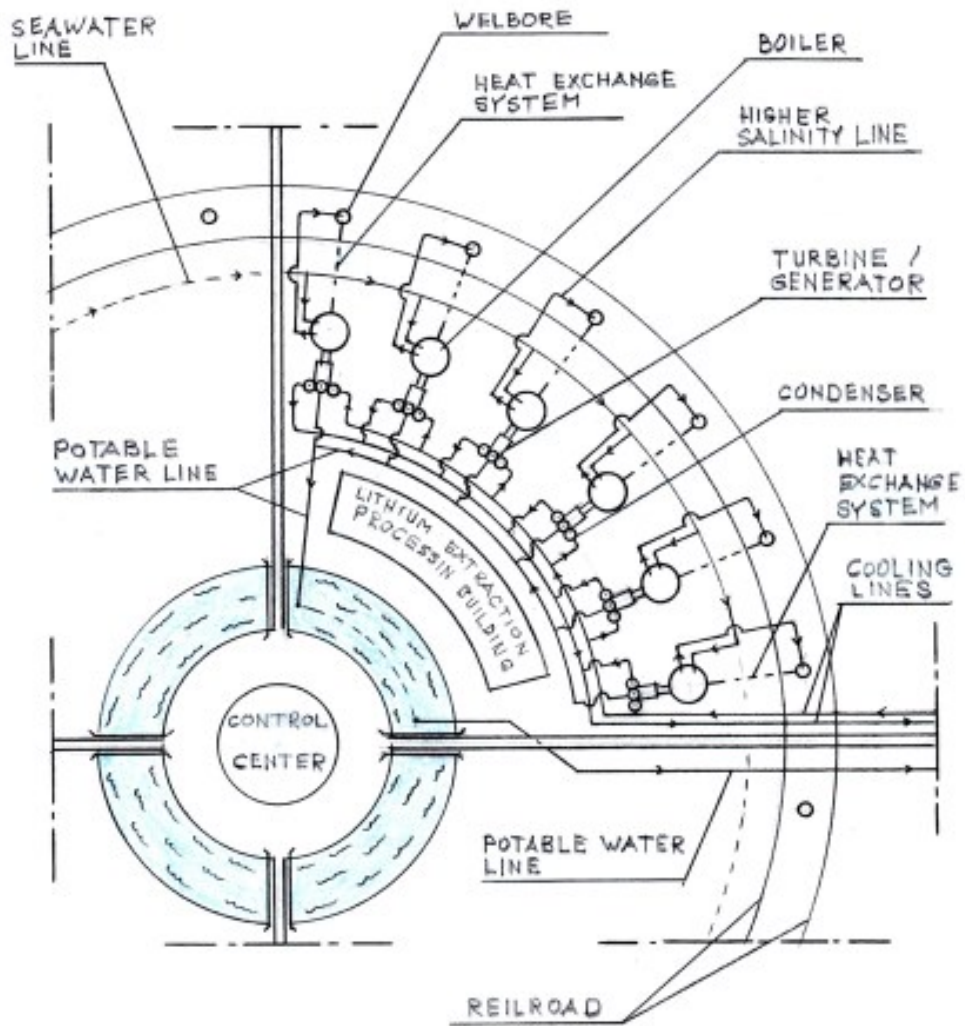 SEAWATER
LINE
WELBORE
HEAT EXCHANGE
SYSTEM
BOILER
HIGHER
SALINITY LINE
TURBINE /
GENERATOR
CONDENSER
HEAT
EXCHANGE
SYSTEM
COOLING
LINES
POTABLE
WATER LINE
LITHIUM EXTRACTION
PROCESSIN BUILDING
CONTROL
CENTER
POTABLE WATER
LINE
REILROAD